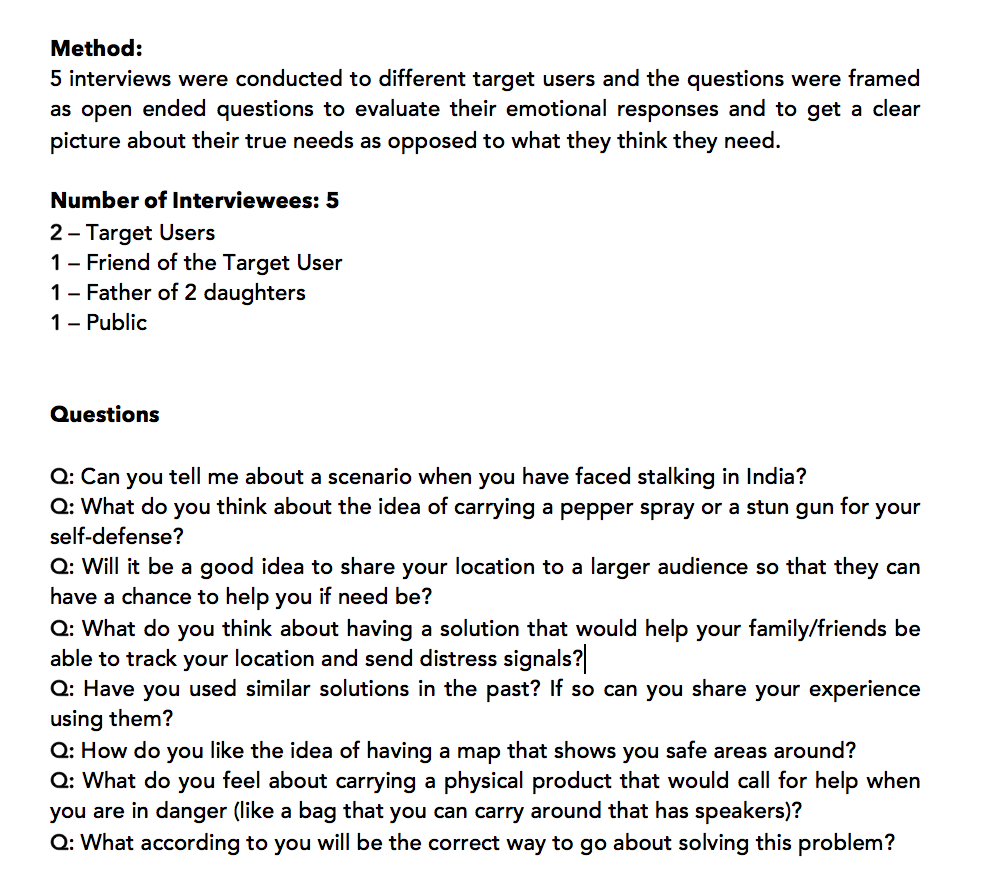 Method:
5 interviews were conducted to different target users and the questions were framed
as open ended questions to evaluate their emotional responses and to get a clear
picture about their true needs as opposed to what they think they need.
Number of Interviewees: 5
2 – Target Users
1 – Friend of the Target User
1 – Father of 2 daughters
1 – Public
Questions
Q: Can you tell me about a scenario when you have faced stalking in India?
Q: What do you think about the idea of carrying a pepper spray or a stun gun for your
self-defense?
Q: Will it be a good idea to share your location to a larger audience so that they can
have a chance to help you if need be?
Q: What do you think about having a solution that would help your family/friends be
able to track your location and send distress signals?
Q: Have you used similar solutions in the past? If so can you share your experience
using them?
Q: How do you like the idea of having a map that shows you safe areas around?
Q: What do you feel about carrying a physical product that would call for help when
you are in danger (like a bag that you can carry around that has speakers)?
Q: What according to you will be the correct way to go about solving this problem?